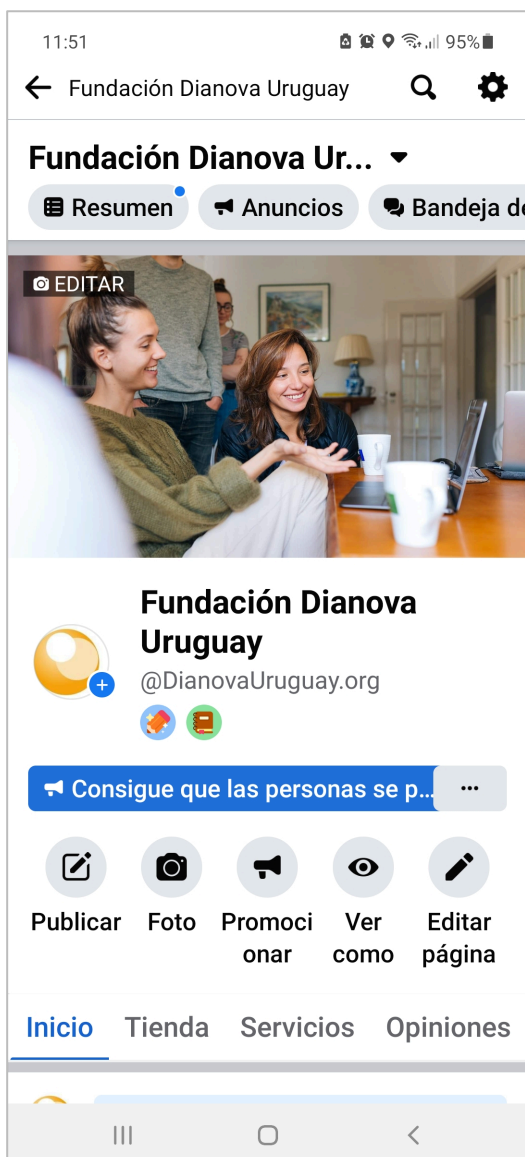 11:51 95%
Fundación Dianova Uruguay
Fundación Dianova Ur...
Resumen Anuncios Bandeja de
EDITAR
Fundación Dianova
Uruguay
@DianovaUruguay.org
Consigue que las personas se p... ...
Publicar Foto Promoci Ver Editar
onar como página
Inicio Tienda Servicios Opiniones